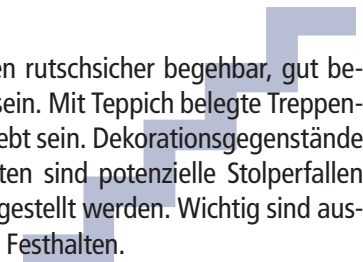 en rutschsicher begehbar, gut be-
sein. Mit Teppich belegte Treppen-
ebt sein. Dekorationsgegenstände
ten sind potenzielle Stolperfallen
gestellt werden. Wichtig sind aus-
Festhalten.